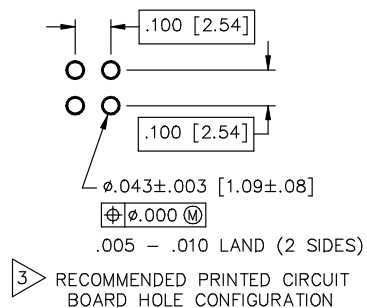 .100 [2.54]
.100 [2.54]
ø.043±.003 [1.09±.08]
⌖ ø.000 Ⓜ
.005 – .010 LAND (2 SIDES)
3 RECOMMENDED PRINTED CIRCUIT
BOARD HOLE CONFIGURATION